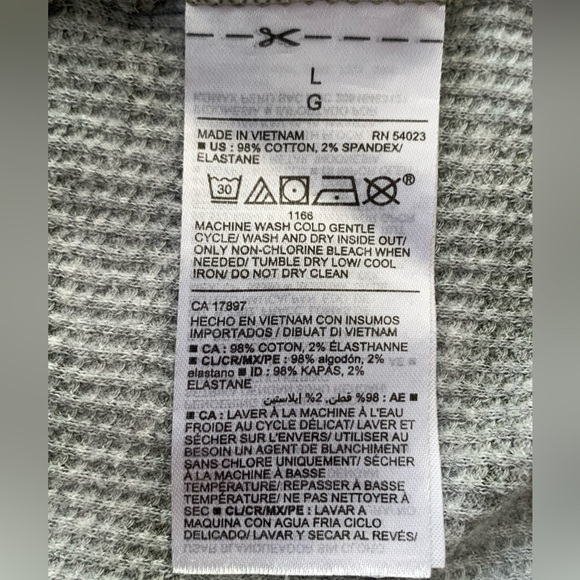 L
G
MADE IN VIETNAM RN 54023
■ US : 98% COTTON, 2% SPANDEX/
ELASTANE
30
®
1166
MACHINE WASH COLD GENTLE
CYCLE/ WASH AND DRY INSIDE OUT/
ONLY NON-CHLORINE BLEACH WHEN
NEEDED/ TUMBLE DRY LOW/ COOL
IRON/ DO NOT DRY CLEAN
CA 17897
HECHO EN VIETNAM CON INSUMOS
IMPORTADOS / DIBUAT DI VIETNAM
■ CA : 98% COTON, 2% ÉLASTHANNE
■ CL/CR/MX/PE : 98% algodón, 2%
elastano ■ ID : 98% KAPAS, 2%
ELASTANE
■ AE : 98% قطن, 2% إيلاستين
■ CA : LAVER À LA MACHINE À L'EAU
FROIDE AU CYCLE DÉLICAT/ LAVER ET
SÉCHER SUR L'ENVERS/ UTILISER AU
BESOIN UN AGENT DE BLANCHIMENT
SANS CHLORE UNIQUEMENT/ SÉCHER
À LA MACHINE À BASSE
TEMPÉRATURE/ REPASSER À BASSE
TEMPÉRATURE/ NE PAS NETTOYER À
SEC ■ CL/CR/MX/PE : LAVAR A
MAQUINA CON AGUA FRIA CICLO
DELICADO/ LAVAR Y SECAR AL REVÉS/